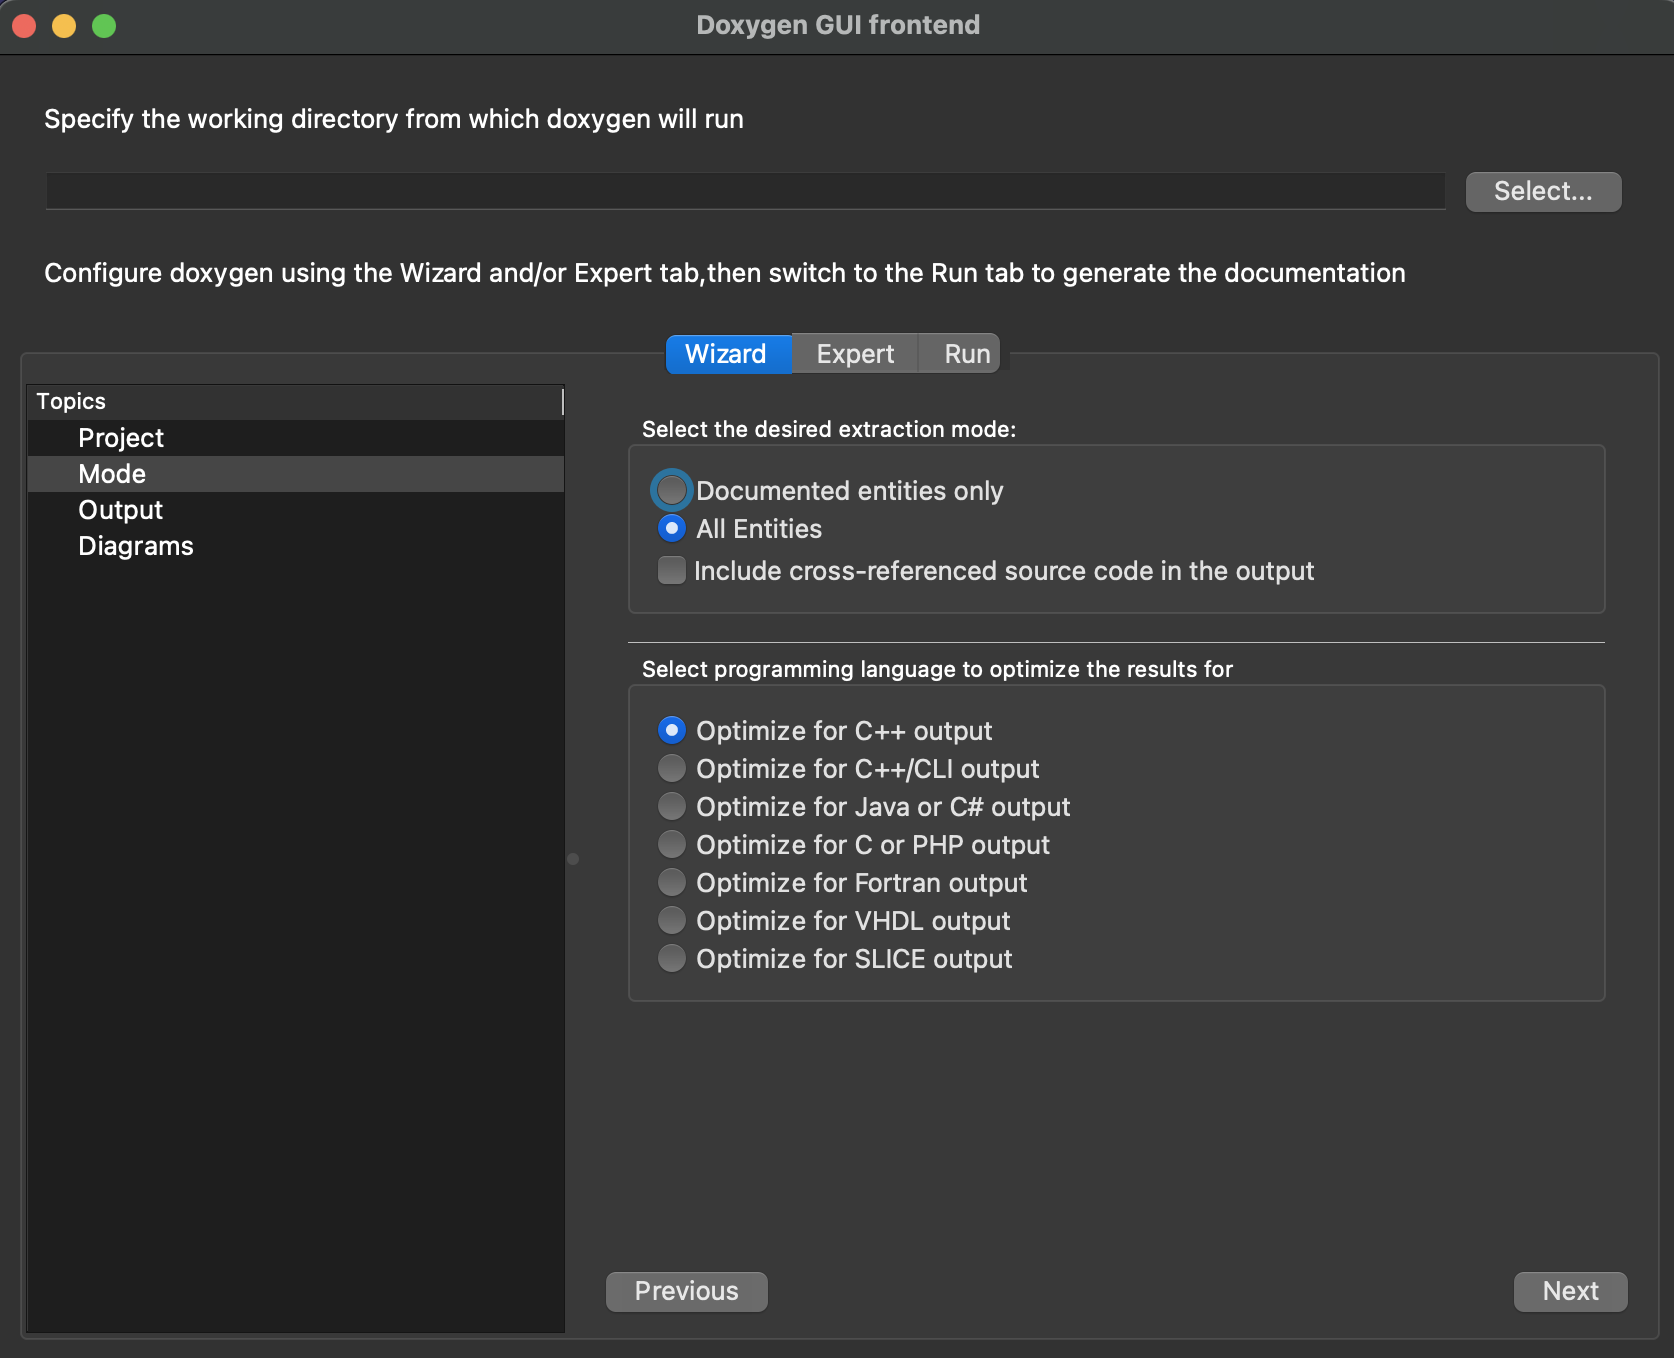 Doxygen GUI frontend
Specify the working directory from which doxygen will run
Select...
Configure doxygen using the Wizard and/or Expert tab,then switch to the Run tab to generate the documentation
Wizard Expert Run
Topics
Project
Mode
Output
Diagrams
Select the desired extraction mode:
Documented entities only
All Entities
Include cross-referenced source code in the output
Select programming language to optimize the results for
Optimize for C++ output
Optimize for C++/CLI output
Optimize for Java or C# output
Optimize for C or PHP output
Optimize for Fortran output
Optimize for VHDL output
Optimize for SLICE output
Previous Next